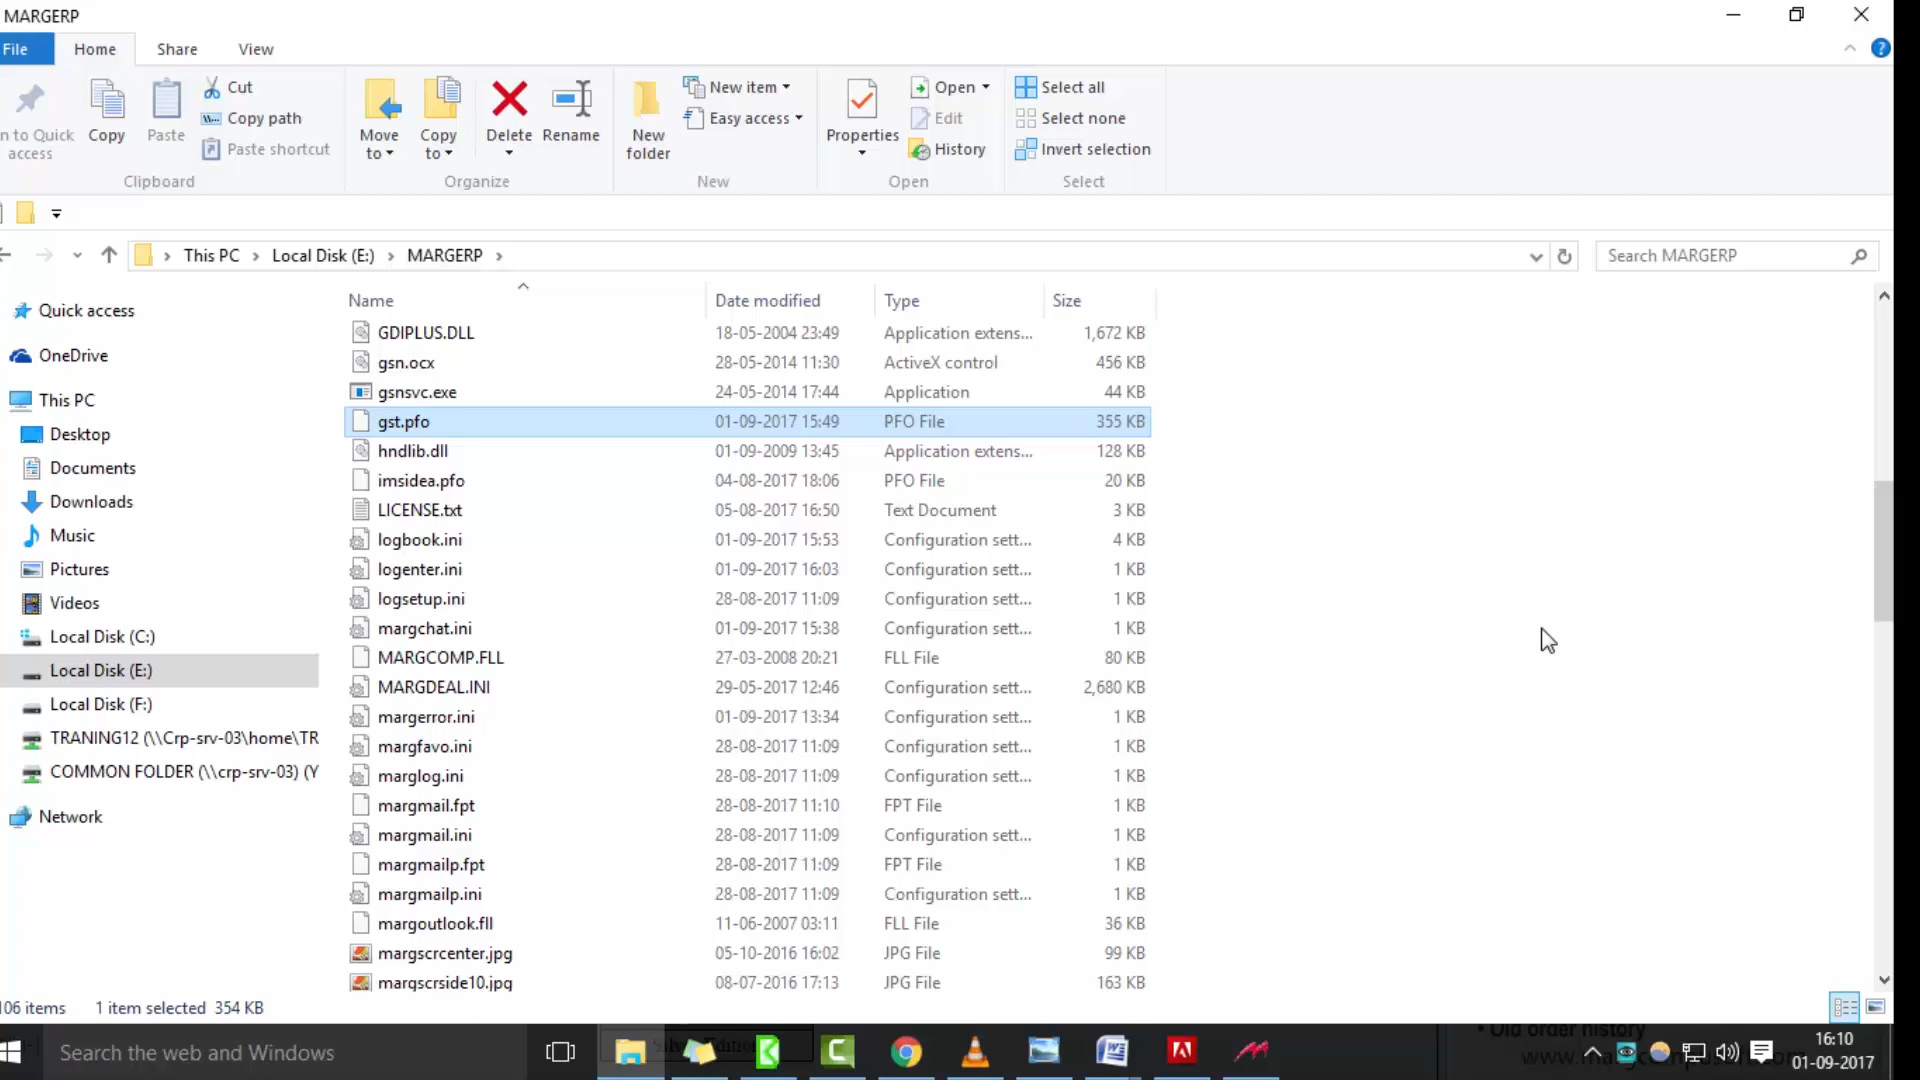 MARGERP
File Home Share View
n to Quick access
Copy
Paste
Cut
Copy path
Paste shortcut
Clipboard
Move to
Copy to
Delete
Rename
Organize
New folder
New item
Easy access
New
Properties
Open
Edit
History
Open
Select all
Select none
Invert selection
Select
This PC > Local Disk (E:) > MARGERP >
Search MARGERP
Quick access
OneDrive
This PC
Desktop
Documents
Downloads
Music
Pictures
Videos
Local Disk (C:)
Local Disk (E:)
Local Disk (F:)
TRANING12 (\\Crp-srv-03\home\TR
COMMON FOLDER (\\crp-srv-03) (Y
Network
Name Date modified Type Size
GDIPLUS.DLL 18-05-2004 23:49 Application extens... 1,672 KB
gsn.ocx 28-05-2014 11:30 ActiveX control 456 KB
gsnsvc.exe 24-05-2014 17:44 Application 44 KB
gst.pfo 01-09-2017 15:49 PFO File 355 KB
hndlib.dll 01-09-2009 13:45 Application extens... 128 KB
imsidea.pfo 04-08-2017 18:06 PFO File 20 KB
LICENSE.txt 05-08-2017 16:50 Text Document 3 KB
logbook.ini 01-09-2017 15:53 Configuration sett... 4 KB
logenter.ini 01-09-2017 16:03 Configuration sett... 1 KB
logsetup.ini 28-08-2017 11:09 Configuration sett... 1 KB
margchat.ini 01-09-2017 15:38 Configuration sett... 1 KB
MARGCOMP.FLL 27-03-2008 20:21 FLL File 80 KB
MARGDEAL.INI 29-05-2017 12:46 Configuration sett... 2,680 KB
margerror.ini 01-09-2017 13:34 Configuration sett... 1 KB
margfavo.ini 28-08-2017 11:09 Configuration sett... 1 KB
marglog.ini 28-08-2017 11:09 Configuration sett... 1 KB
margmail.fpt 28-08-2017 11:10 FPT File 1 KB
margmail.ini 28-08-2017 11:09 Configuration sett... 1 KB
margmailp.fpt 28-08-2017 11:09 FPT File 1 KB
margmailp.ini 28-08-2017 11:09 Configuration sett... 1 KB
margoutlook.fll 11-06-2007 03:11 FLL File 36 KB
margscrcenter.jpg 05-10-2016 16:02 JPG File 99 KB
margscrside10.jpg 08-07-2016 17:13 JPG File 163 KB
106 items 1 item selected 354 KB
• Old order history
Search the web and Windows
16:10
01-09-2017